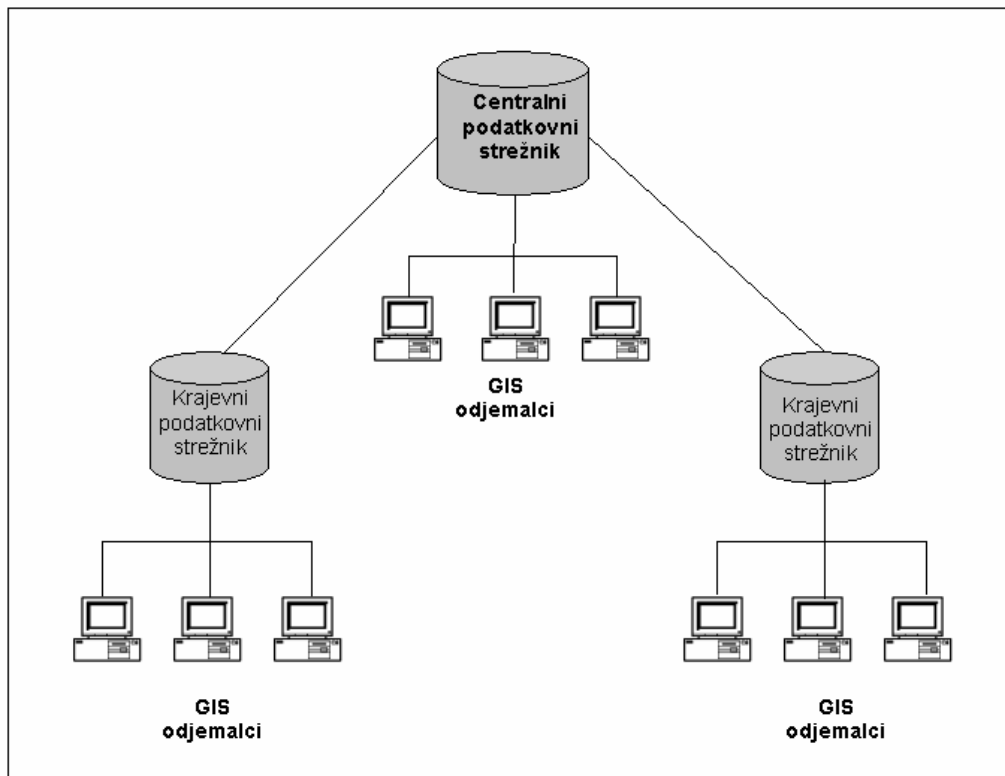 Centralni
podatkovni
strežnik
GIS
odjemalci
Krajevni
podatkovni
strežnik
Krajevni
podatkovni
strežnik
GIS
odjemalci
GIS
odjemalci